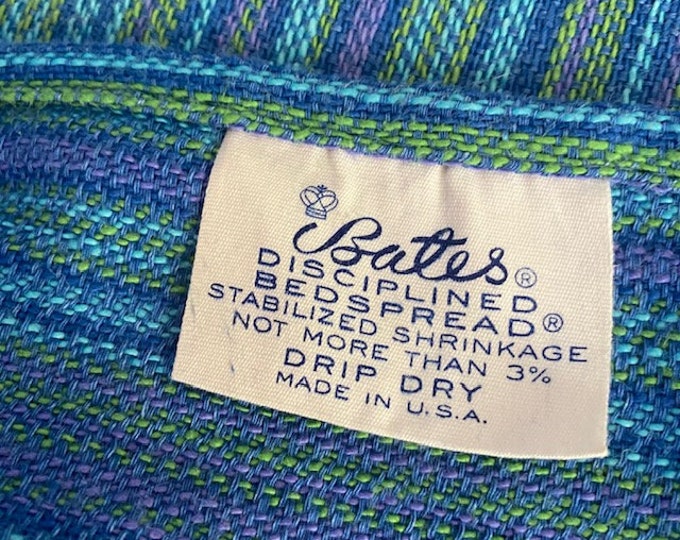 Bates®
DISCIPLINED
BEDSPREAD®
STABILIZED SHRINKAGE
NOT MORE THAN 3%
DRIP DRY
MADE IN U.S.A.